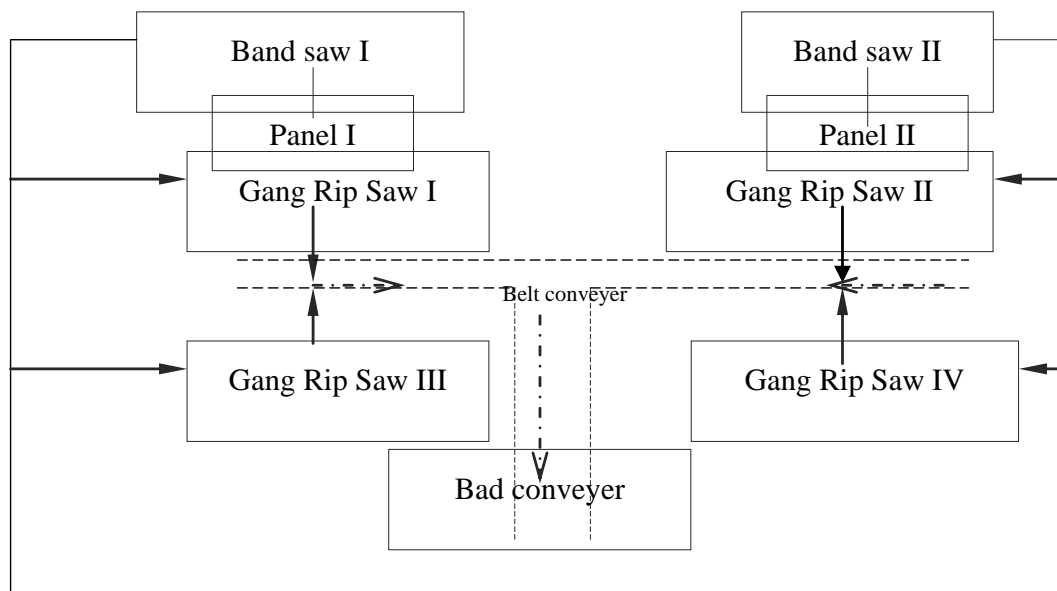 Band saw I
Band saw II
Panel I
Panel II
Gang Rip Saw I
Gang Rip Saw II
Belt conveyer
Gang Rip Saw III
Gang Rip Saw IV
Bad conveyer